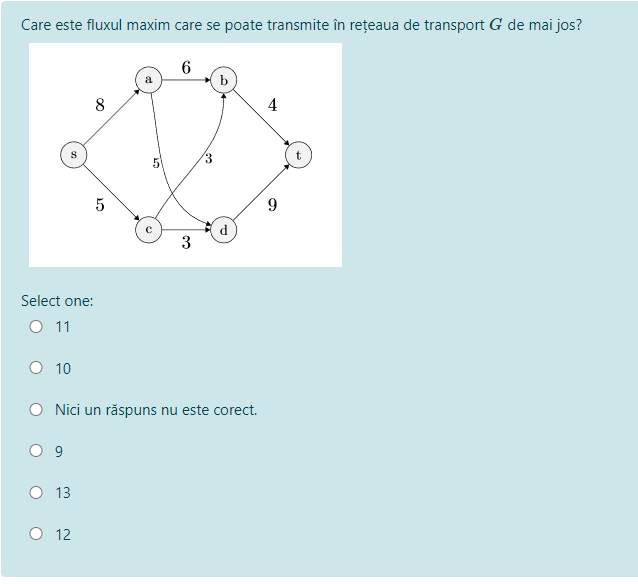 Care este fluxul maxim care se poate transmite în rețeaua de transport G de mai jos?
6
a
b
8
4
s
5
3
t
5
9
c
d
3
Select one:
11
10
Nici un răspuns nu este corect.
9
13
12